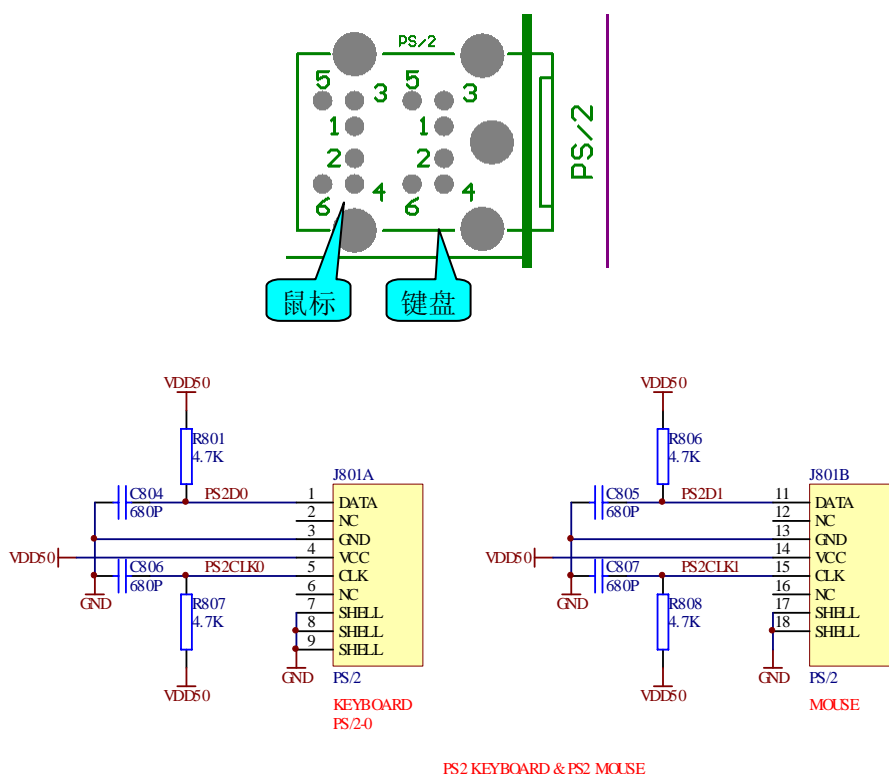 PS/2
5 3 5 3
1 1
2 2
6 4 6 4
PS/2
鼠标 键盘
VDD50 VDD50
R801
4.7K
R806
4.7K
J801A
J801B
C804
680P
PS2D0
1 DATA
2 NC
3 GND
4 VCC
5 CLK
6 NC
7 SHELL
8 SHELL
9 SHELL
VDD50
C806
680P
PS2CLK0
GND
R807
4.7K
VDD50
GND
PS/2
KEYBOARD
PS/2-0
C805
680P
PS2D1
11 DATA
12 NC
13 GND
14 VCC
15 CLK
16 NC
17 SHELL
18 SHELL
VDD50
C807
680P
PS2CLK1
GND
R808
4.7K
VDD50
GND
PS/2
MOUSE
PS2 KEYBOARD & PS2 MOUSE